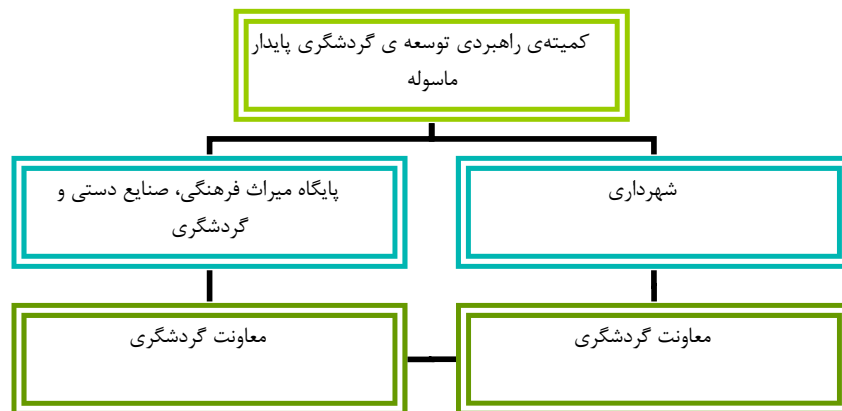 کمیته‌ی راهبردی توسعه ی گردشگری پایدار
ماسوله
شهرداری
پایگاه میراث فرهنگی، صنایع دستی و
گردشگری
معاونت گردشگری
معاونت گردشگری